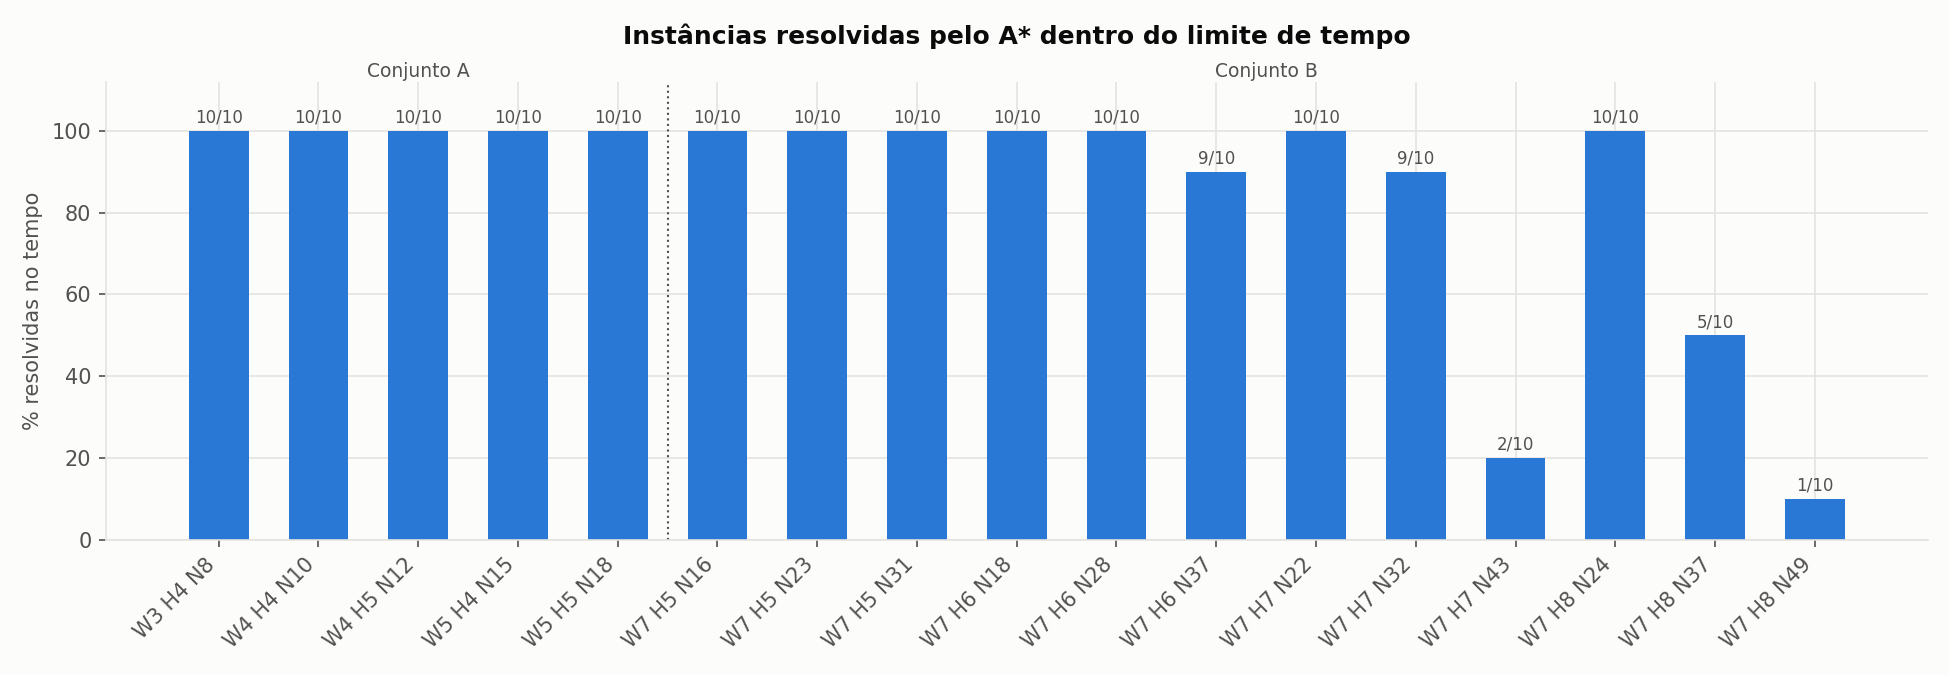 Instâncias resolvidas pelo A* dentro do limite de tempo
Conjunto A
Conjunto B
10/10
10/10
10/10
10/10
10/10
10/10
10/10
10/10
10/10
10/10
9/10
10/10
9/10
2/10
10/10
5/10
1/10
% resolvidas no tempo
100
80
60
40
20
0
W3 H4 N8
W4 H4 N10
W4 H5 N12
W5 H4 N15
W5 H5 N18
W7 H5 N16
W7 H5 N23
W7 H5 N31
W7 H6 N18
W7 H6 N28
W7 H6 N37
W7 H7 N22
W7 H7 N32
W7 H7 N43
W7 H8 N24
W7 H8 N37
W7 H8 N49